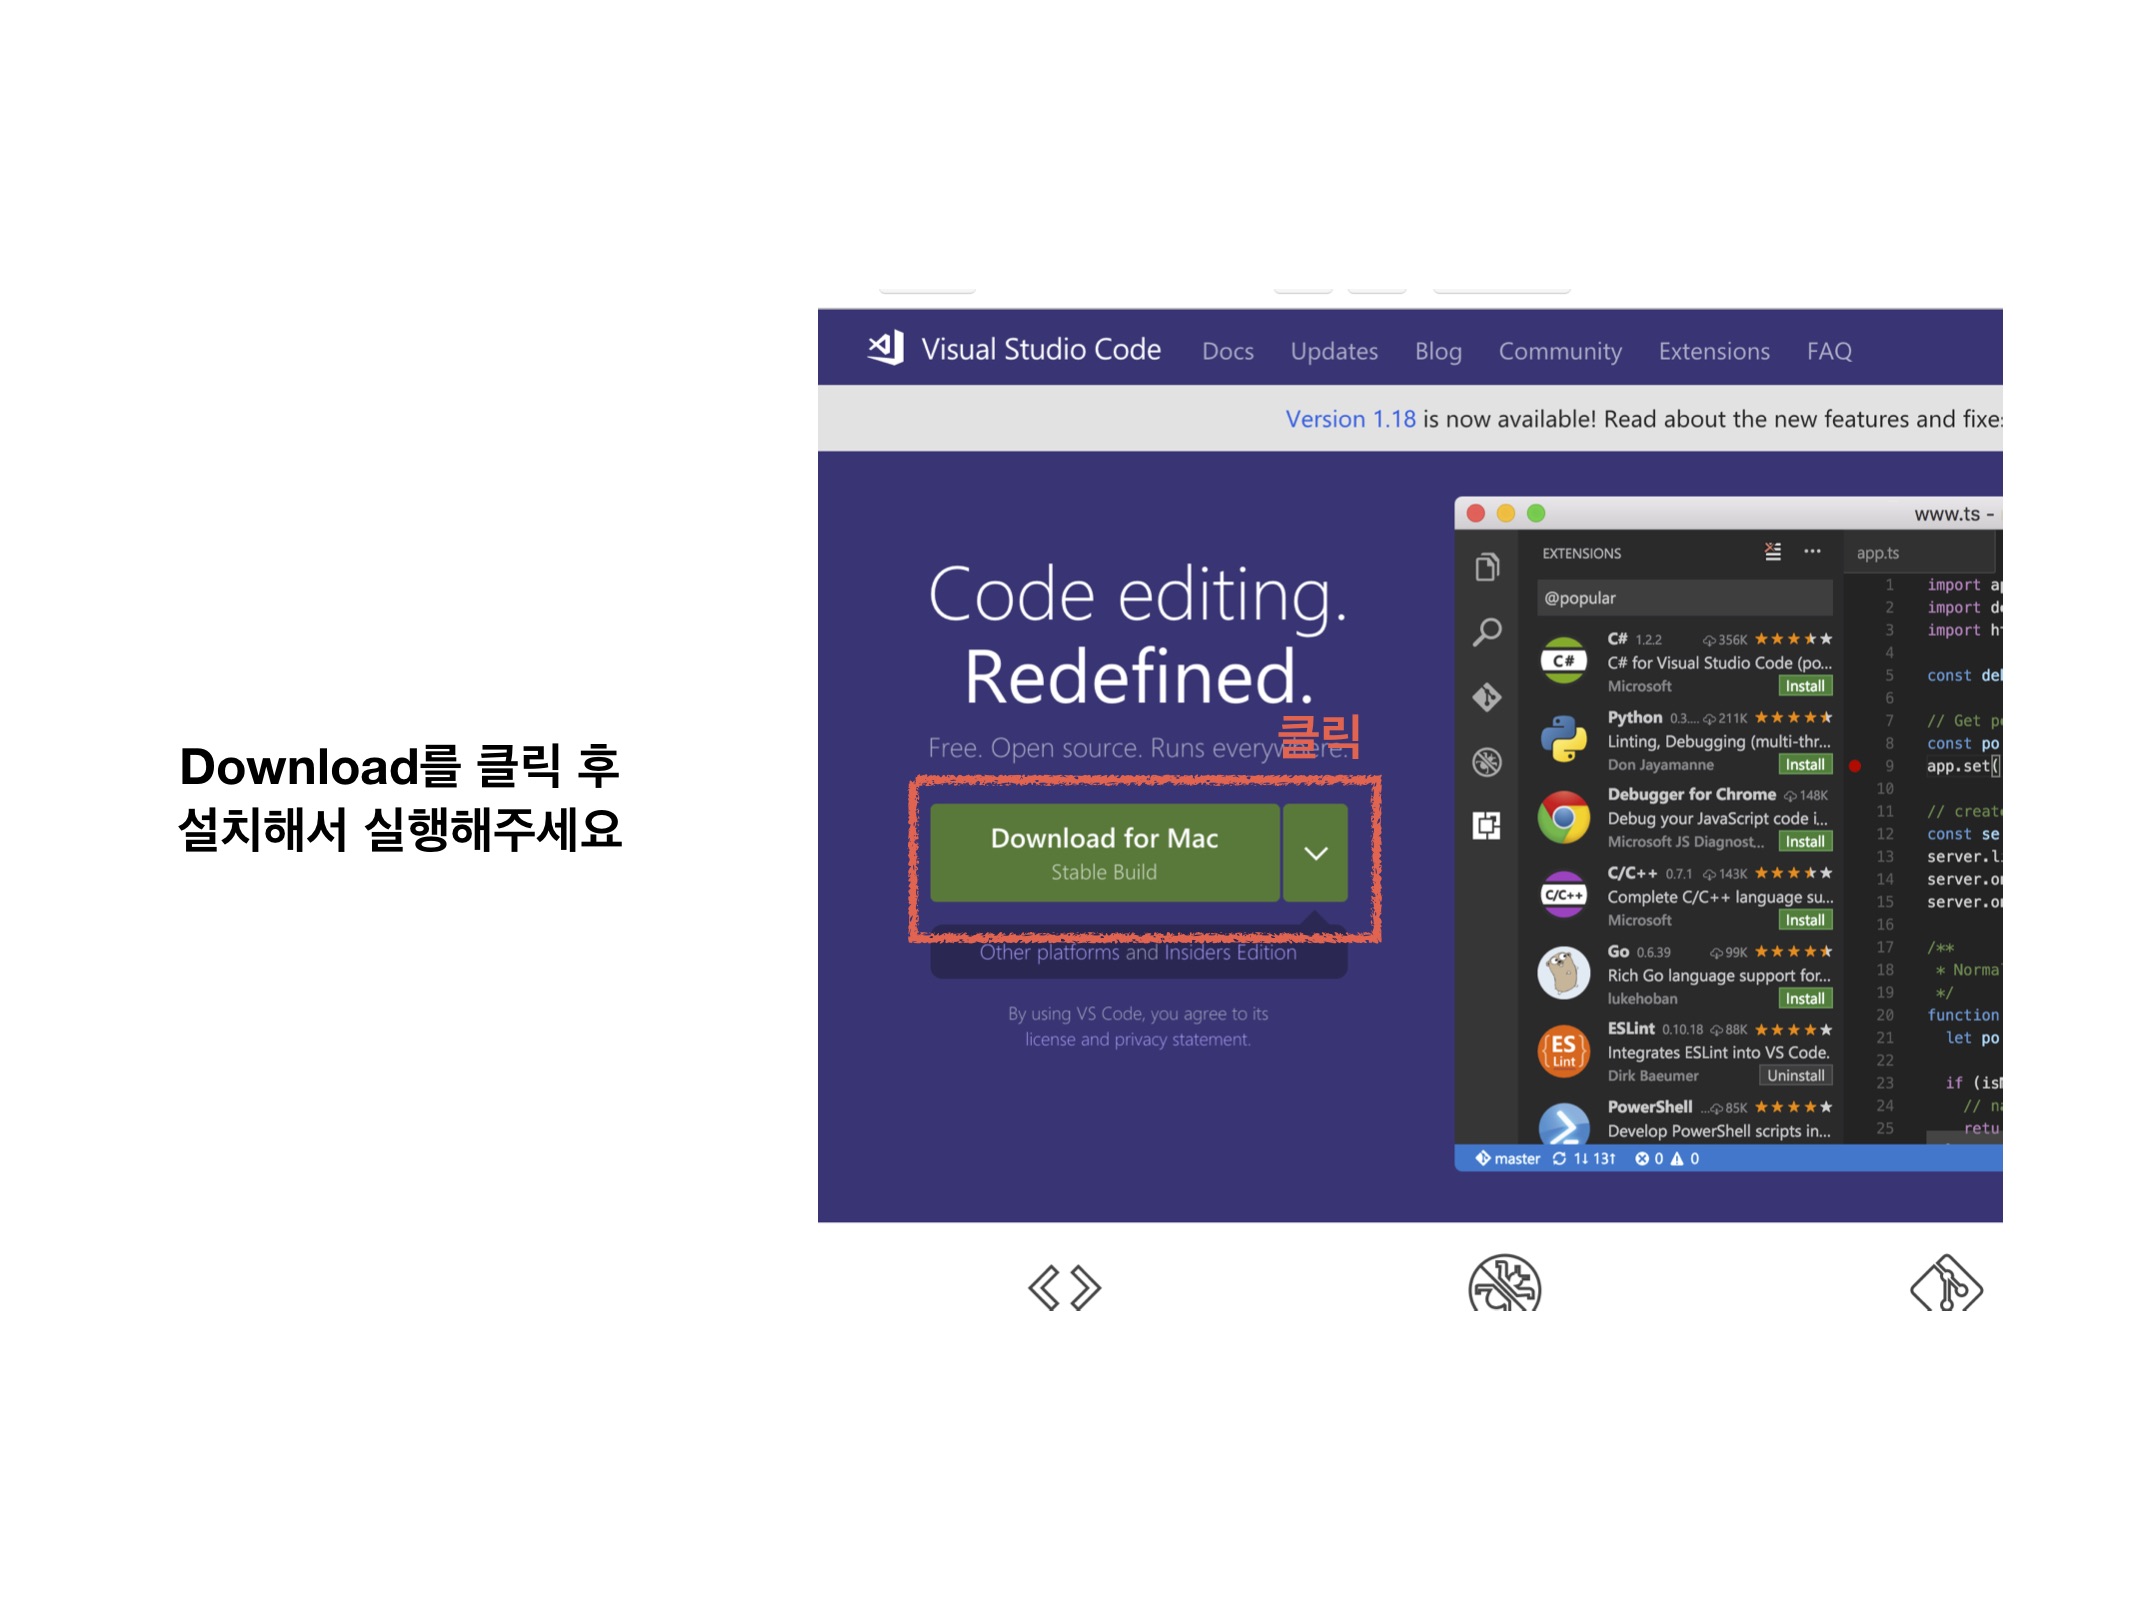 Download를 클릭 후
설치해서 실행해주세요
Visual Studio Code Docs Updates Blog Community Extensions FAQ
Version 1.18 is now available! Read about the new features and
Code editing.
Redefined.
클릭
Free. Open source. Runs everywhere.
Download for Mac
Stable Build
Other platforms and Insiders Edition
By using VS Code, you agree to its
license and privacy statement.
www.ts -
EXTENSIONS
@popular
C# 1.2.2 356K
C# for Visual Studio Code (po...
Microsoft Install
Python 0.3.... 211K
Linting, Debugging (multi-thr...
Don Jayamanne Install
Debugger for Chrome 148K
Debug your JavaScript code i...
Microsoft JS Diagnost... Install
C/C++ 0.7.1 143K
Complete C/C++ language su...
Microsoft Install
Go 0.6.39 99K
Rich Go language support for...
lukehoban Install
ESLint 0.10.18 88K
Integrates ESLint into VS Code.
Dirk Baeumer Uninstall
PowerShell ... 85K
Develop PowerShell scripts in...
app.ts
1 import
2 import
3 import
4
5 const
6
7 // Get
8 const po
9 app.set(
10
11 //
12 const se
13
14
15
16
17 /**
18 *
19 */
20 function
21 let po
22
23 if
24 //
25
master 1↓ 13↑ 0 0
C#
C/C++
ES
Lint